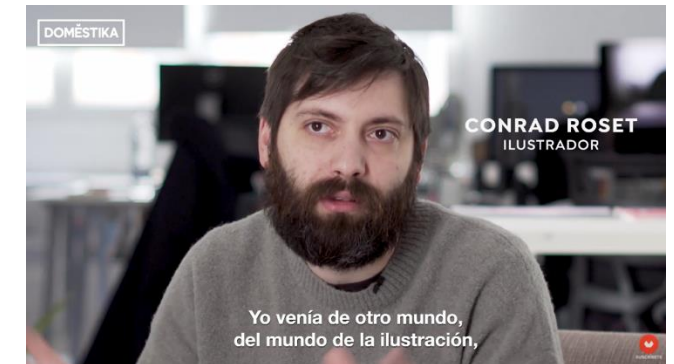 DOMESTIKA
CONRAD ROSET
ILUSTRADOR
Yo venía de otro mundo,
del mundo de la ilustración,